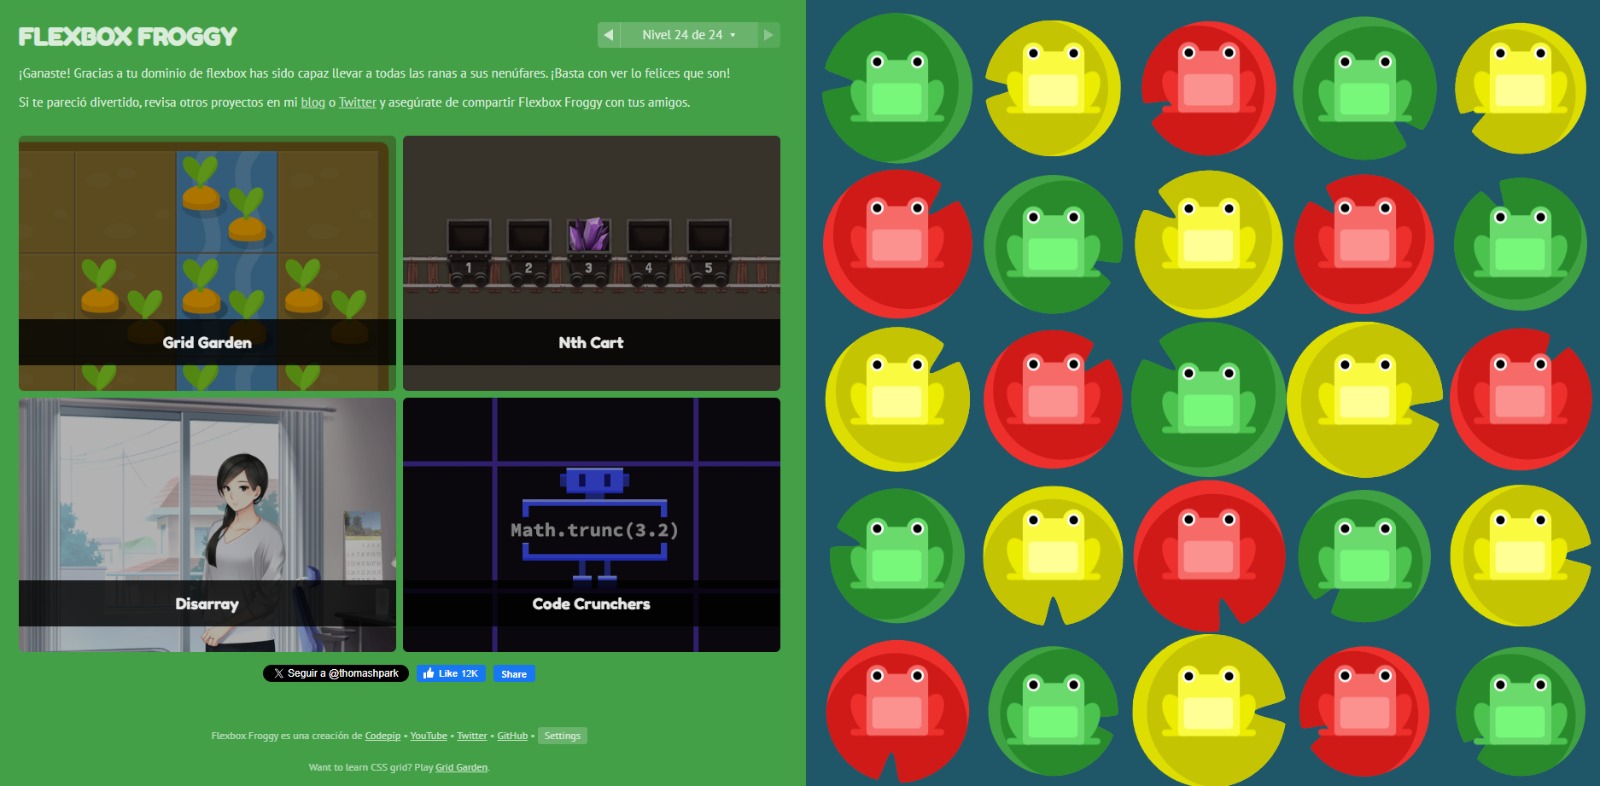 FLEXBOX FROGGY
Nivel 24 de 24
¡Ganaste! Gracias a tu dominio de flexbox has sido capaz llevar a todas las ranas a sus nenúfares. ¡Basta con ver lo felices que son!
Si te pareció divertido, revisa otros proyectos en mi blog o Twitter y asegúrate de compartir Flexbox Froggy con tus amigos.
1 2 3 4 5
Grid Garden
Nth Cart
Math.trunc(3.2)
Disarray
Code Crunchers
X Seguir a @thomashpark
Like 12K
Share
Flexbox Froggy es una creación de Codepip • YouTube • Twitter • GitHub • Settings
Want to learn CSS grid? Play Grid Garden.